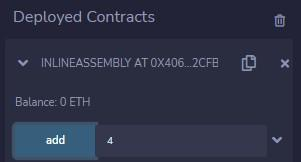 Deployed Contracts
INLINEASSEMBLY AT 0X406...2CFB
Balance: 0 ETH
add 4